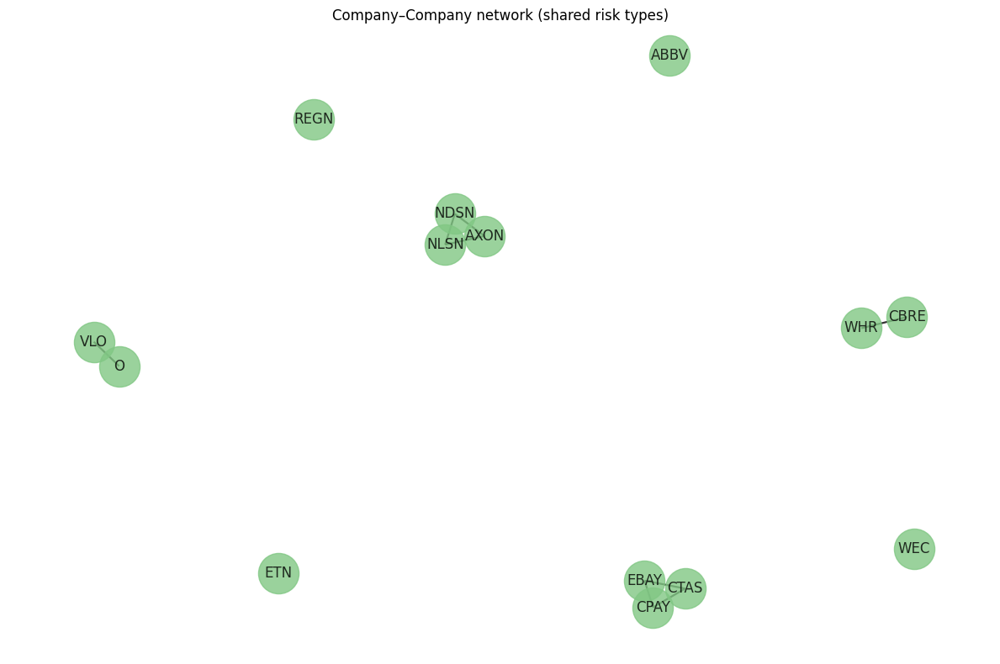 Company–Company network (shared risk types)
ABBV
REGN
NDSN
AXON
NLSN
CBRE
WHR
VLO
O
WEC
ETN
EBAY
CTAS
CPAY